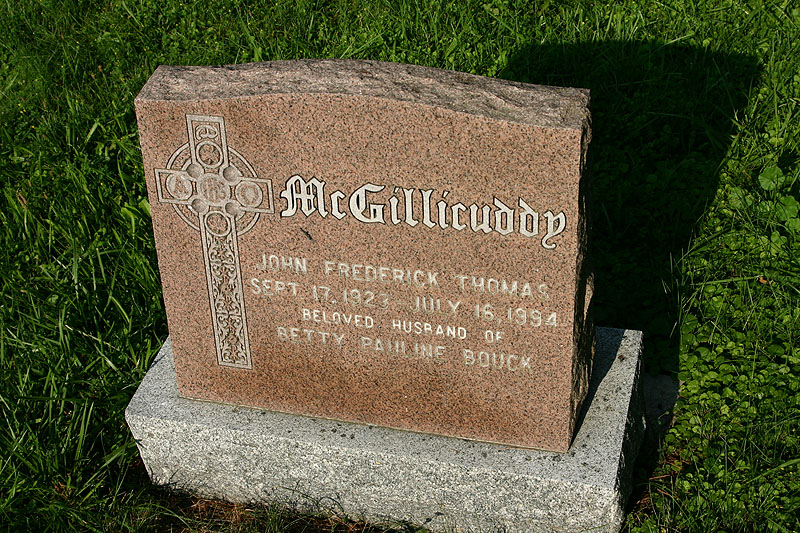 McGillicuddy
JOHN FREDERICK THOMAS
SEPT. 17, 1923 - JULY 16, 1994
BELOVED HUSBAND OF
BETTY PAULINE BOUCK